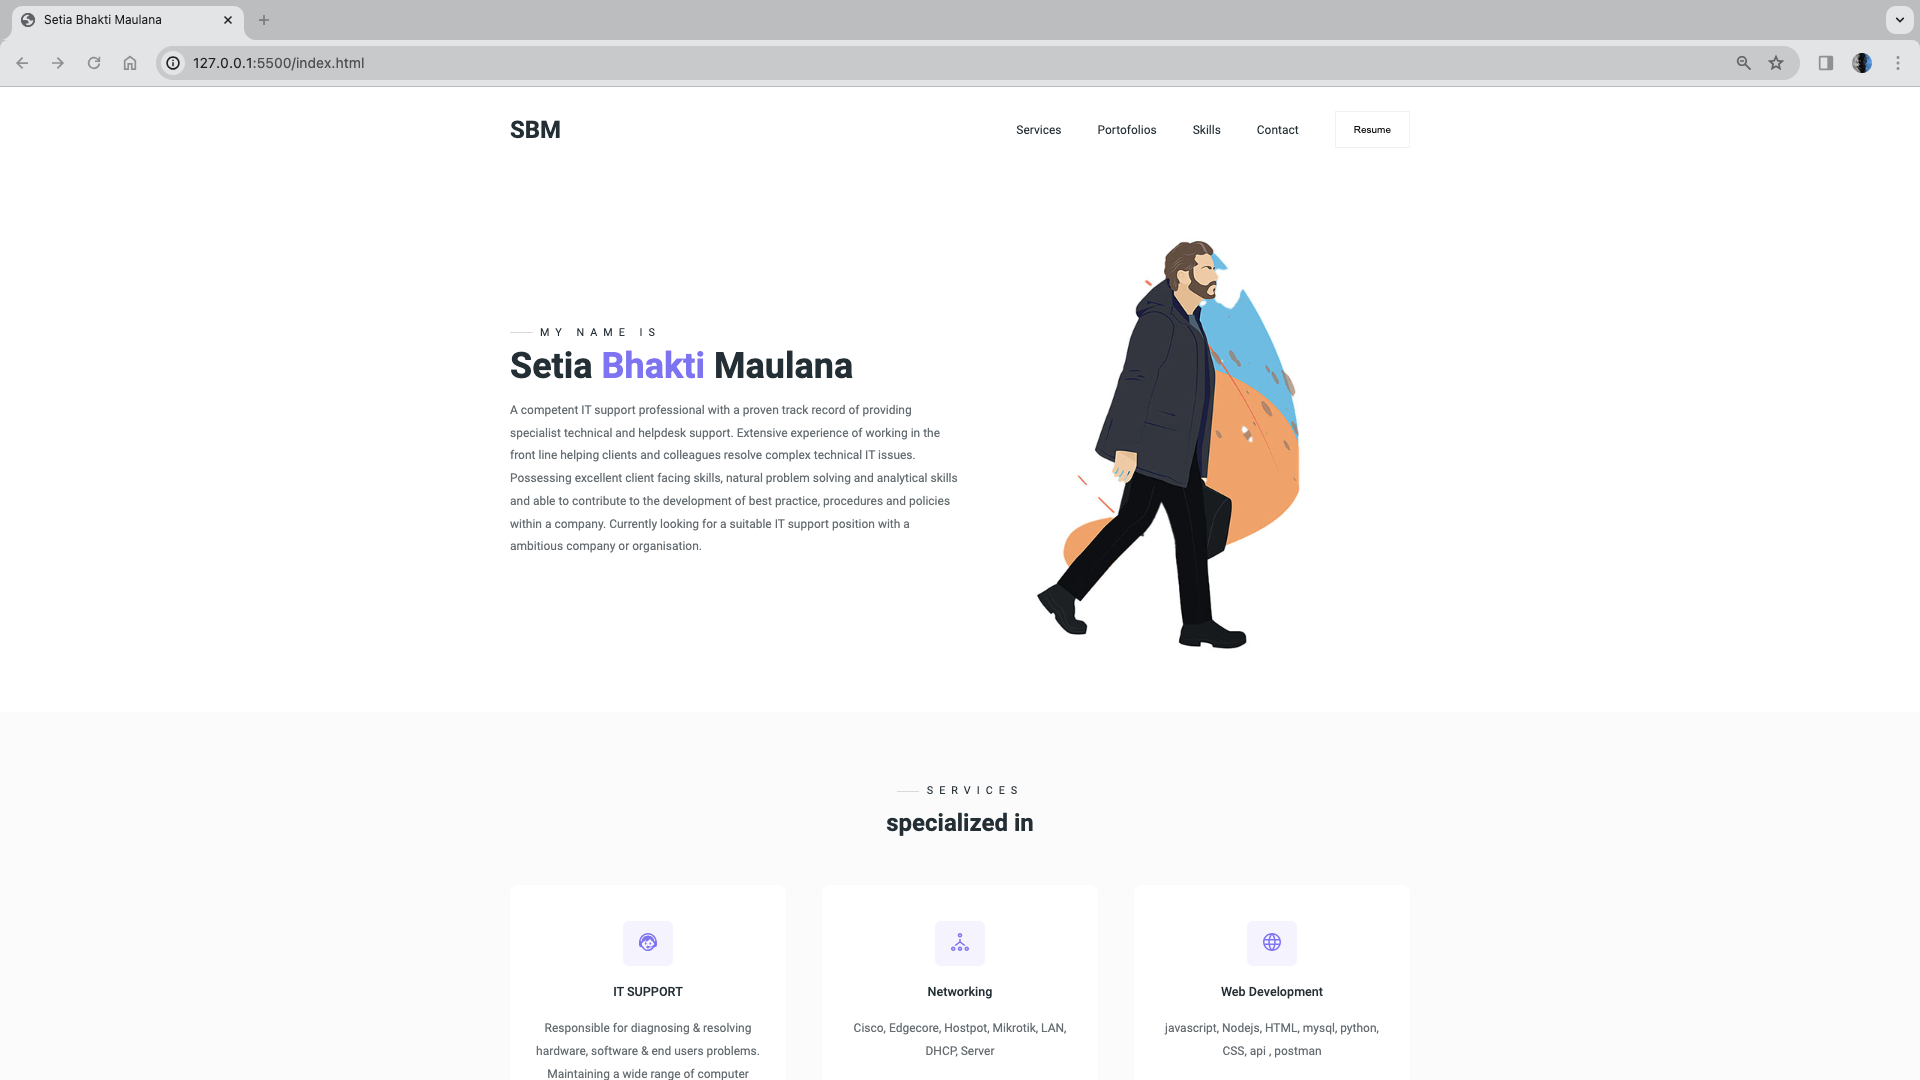 Setia Bhakti Maulana
127.0.0.1:5500/index.html
SBM
Services Portofolios Skills Contact Resume
MY NAME IS
Setia Bhakti Maulana
A competent IT support professional with a proven track record of providing
specialist technical and helpdesk support. Extensive experience of working in the
front line helping clients and colleagues resolve complex technical IT issues.
Possessing excellent client facing skills, natural problem solving and analytical skills
and able to contribute to the development of best practice, procedures and policies
within a company. Currently looking for a suitable IT support position with a
ambitious company or organisation.
SERVICES
specialized in
IT SUPPORT
Responsible for diagnosing & resolving
hardware, software & end users problems.
Maintaining a wide range of computer
Networking
Cisco, Edgecore, Hostpot, Mikrotik, LAN,
DHCP, Server
Web Development
javascript, Nodejs, HTML, mysql, python,
CSS, api , postman